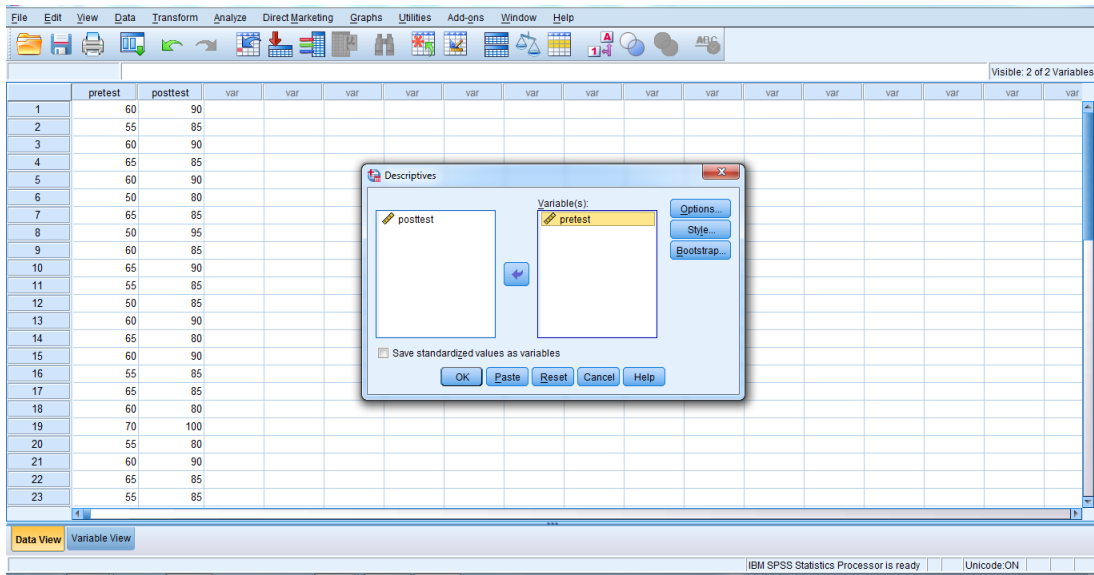 File Edit View Data Transform Analyze Direct Marketing Graphs Utilities Add-ons Window Help
Visible: 2 of 2 Variables
pretest posttest var var var var var var var var var var var var var var var
1 60 90
2 55 85
3 60 90
4 65 85
5 60 90
6 50 80
7 65 85
8 50 95
9 60 85
10 65 90
11 55 85
12 50 85
13 60 90
14 65 80
15 60 90
16 55 85
17 65 85
18 60 80
19 70 100
20 55 80
21 60 90
22 65 85
23 55 85
Descriptives
Variable(s):
posttest
pretest
Options...
Style...
Bootstrap...
Save standardized values as variables
OK Paste Reset Cancel Help
Data View Variable View
IBM SPSS Statistics Processor is ready Unicode:ON